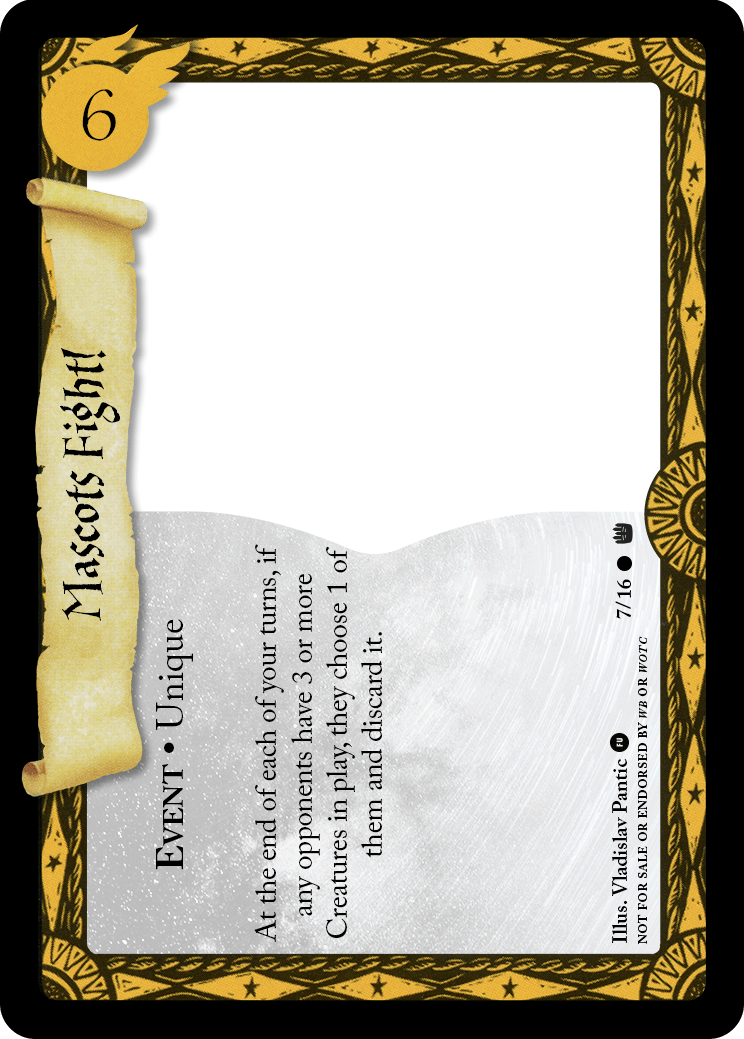 6
Mascots Fight!
EVENT • Unique
At the end of each of your turns, if
any opponents have 3 or more
Creatures in play, they choose 1 of
them and discard it.
Illus. Vladislav Pantic FU
7/16
NOT FOR SALE OR ENDORSED BY WB OR WOTC